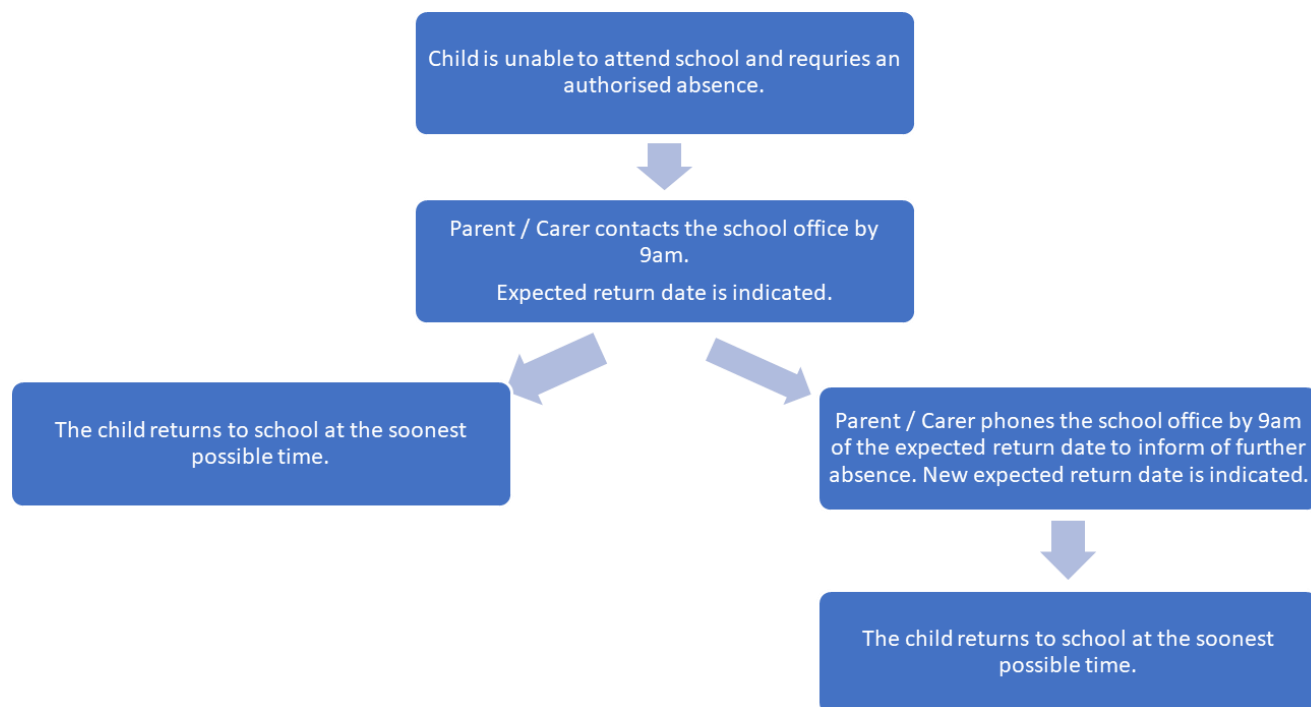 Child is unable to attend school and requries an
authorised absence.
Parent / Carer contacts the school office by
9am.
Expected return date is indicated.
The child returns to school at the soonest
possible time.
Parent / Carer phones the school office by 9am
of the expected return date to inform of further
absence. New expected return date is indicated.
The child returns to school at the soonest
possible time.